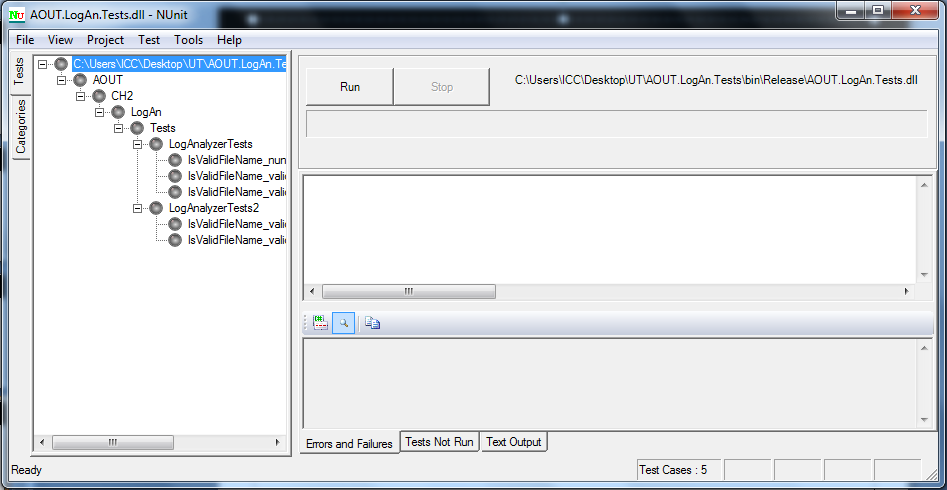 AOUT.LogAn.Tests.dll - NUnit
File View Project Test Tools Help
Tests
Categories
C:\Users\ICC\Desktop\UT\AOUT.LogAn.Te
AOUT
CH2
LogAn
Tests
LogAnalyzerTests
IsValidFileName_nun
IsValidFileName_valid
IsValidFileName_valid
LogAnalyzerTests2
IsValidFileName_valid
IsValidFileName_valid
Run
Stop
C:\Users\ICC\Desktop\UT\AOUT.LogAn.Tests\bin\Release\AOUT.LogAn.Tests.dll
Errors and Failures
Tests Not Run
Text Output
Ready
Test Cases : 5